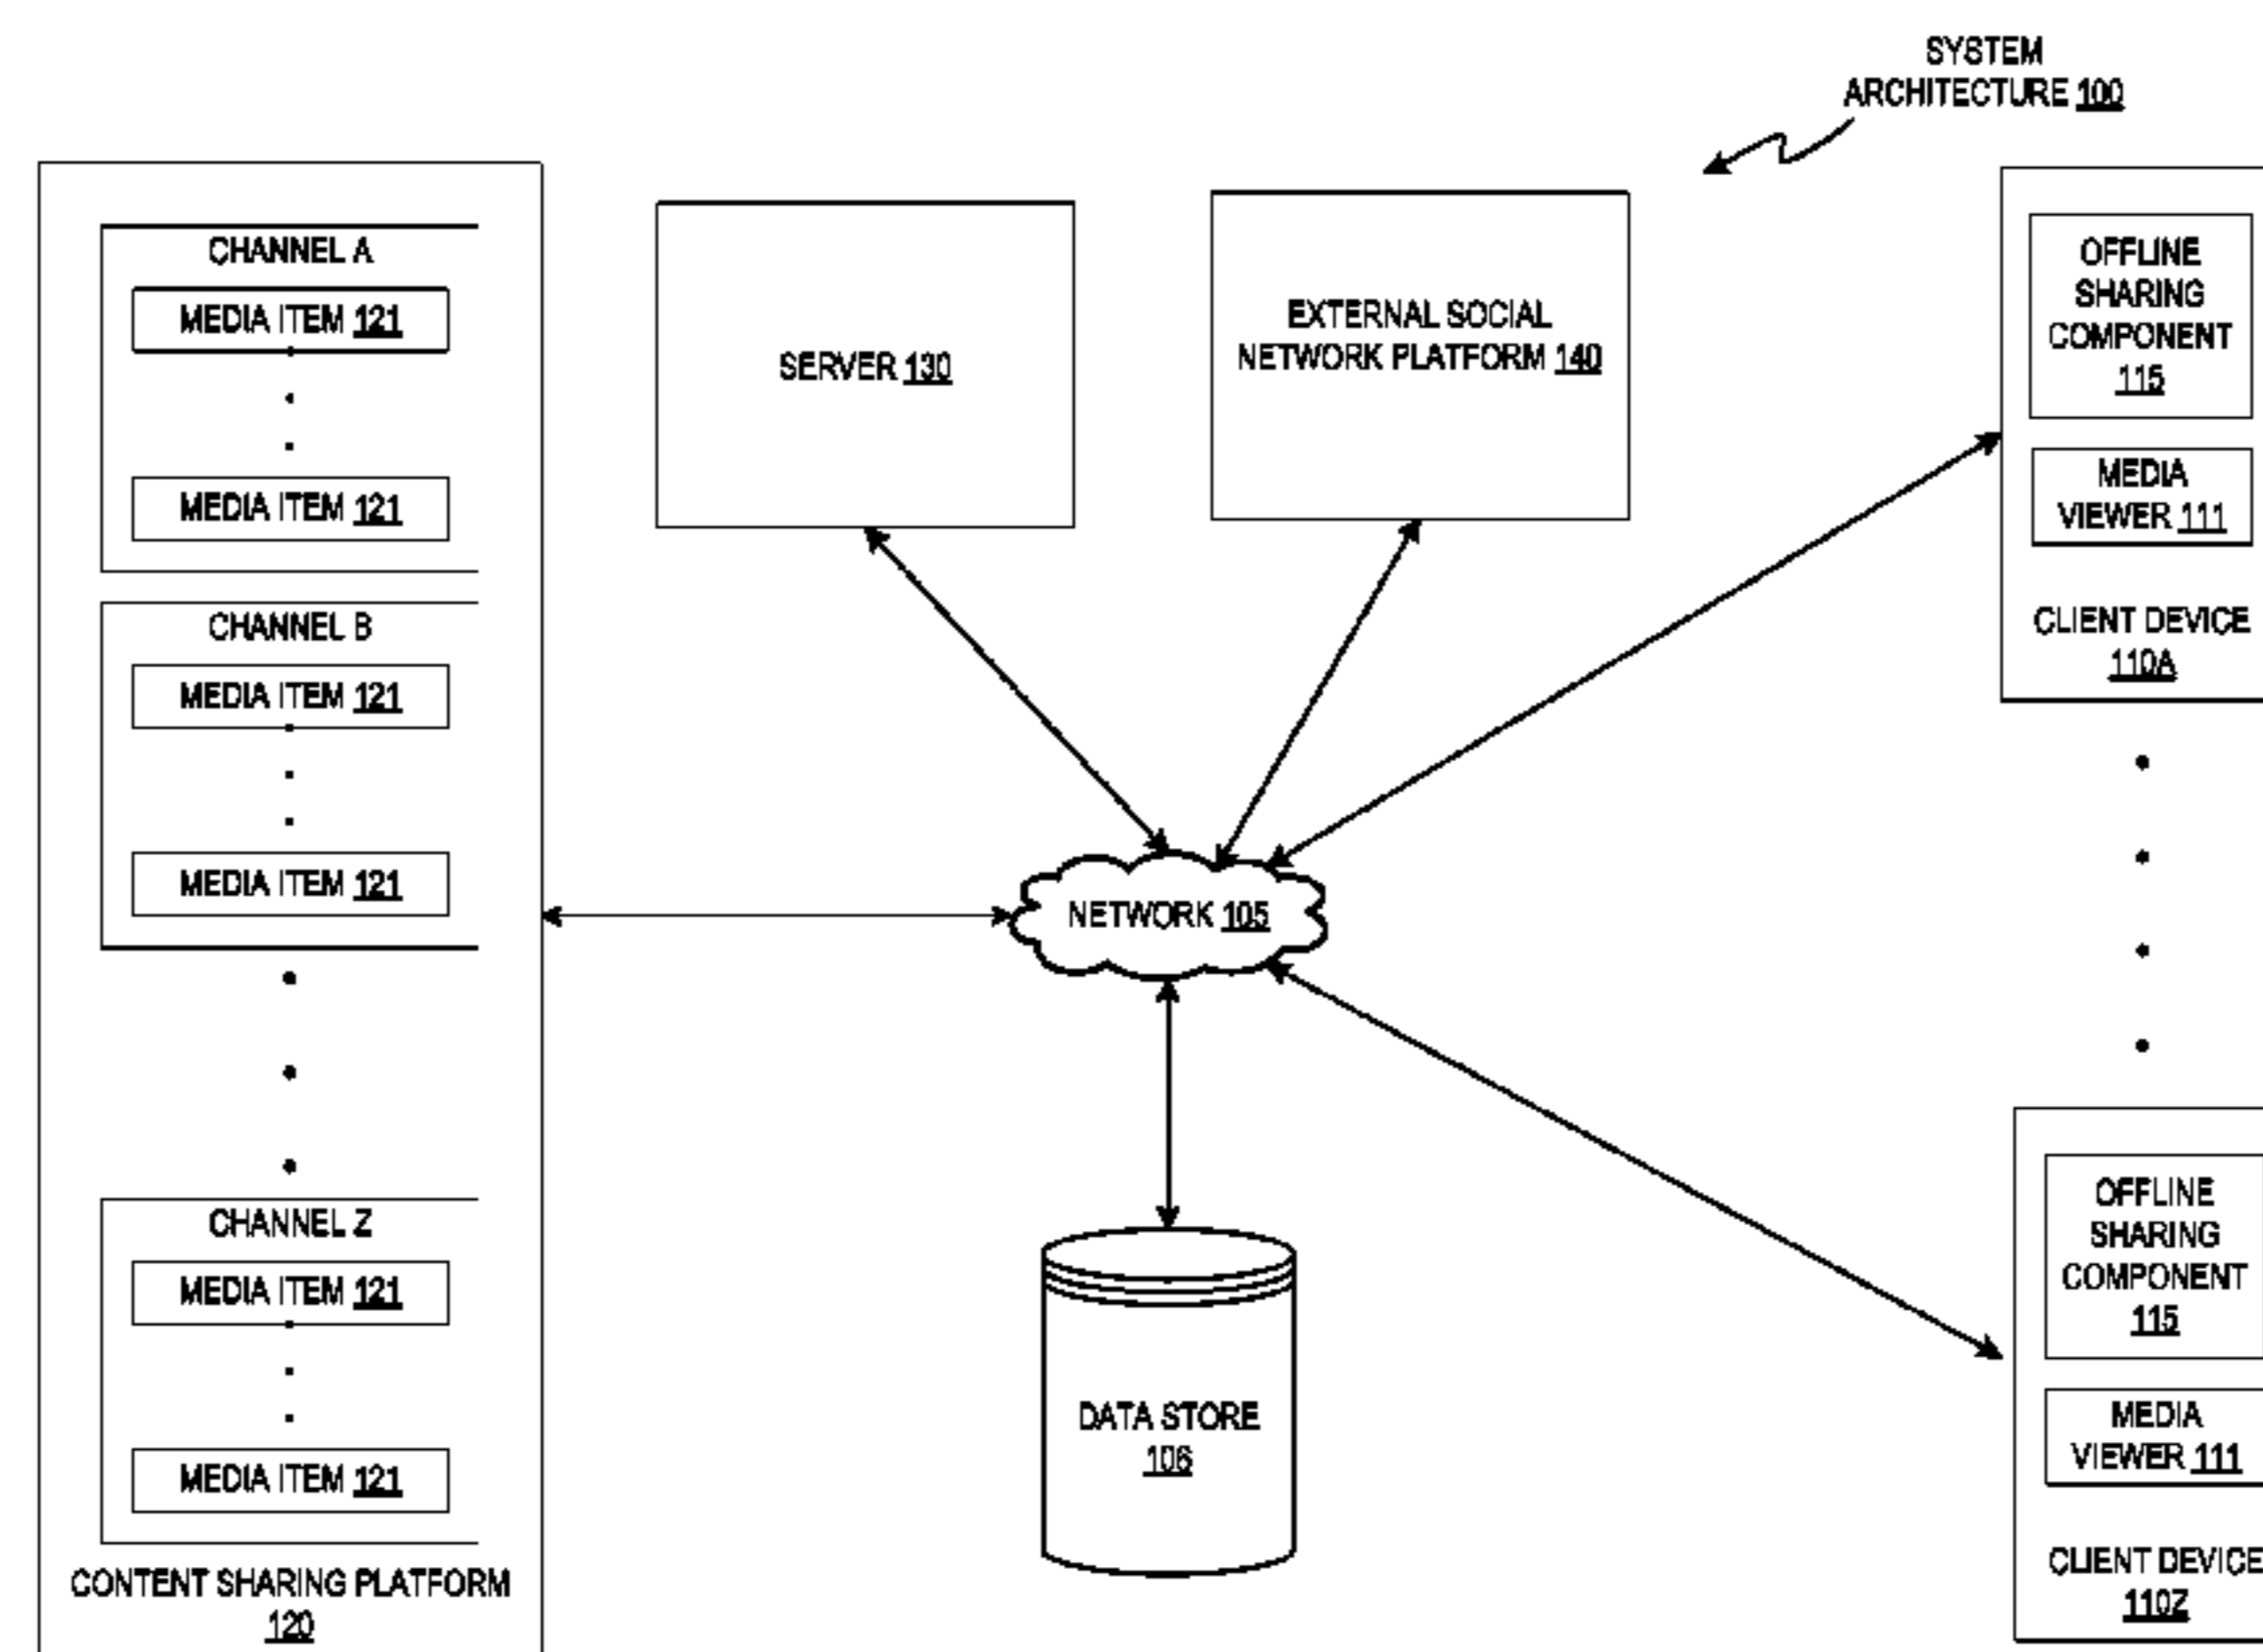 SYSTEM
ARCHITECTURE 100
CHANNEL A
MEDIA ITEM 121
MEDIA ITEM 121
CHANNEL B
MEDIA ITEM 121
MEDIA ITEM 121
CHANNEL Z
MEDIA ITEM 121
MEDIA ITEM 121
CONTENT SHARING PLATFORM
120
SERVER 130
EXTERNAL SOCIAL
NETWORK PLATFORM 140
NETWORK 105
DATA STORE
106
OFFLINE
SHARING
COMPONENT
115
MEDIA
VIEWER 111
CLIENT DEVICE
110A
OFFLINE
SHARING
COMPONENT
115
MEDIA
VIEWER 111
CLIENT DEVICE
110Z